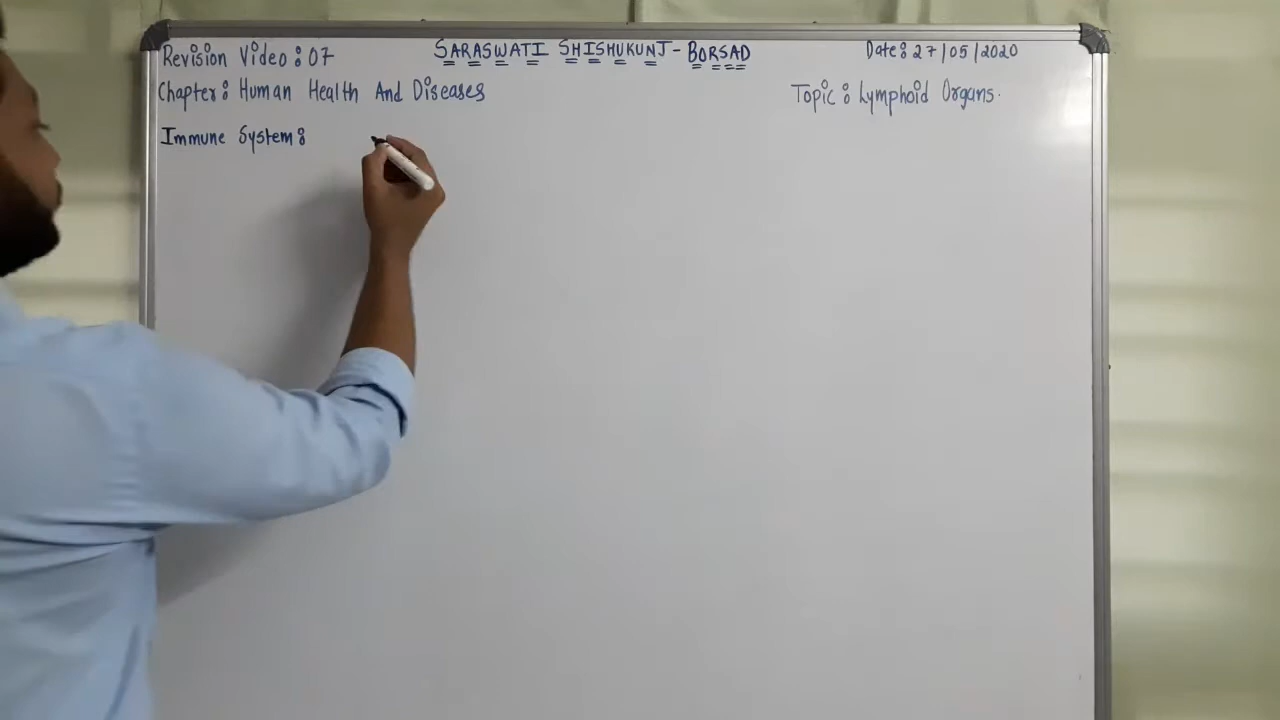 Revision Video : 07 SARASWATI SHISHUKUNJ - BORSAD Date : 27/05/2020
Chapter : Human Health And Diseases Topic : Lymphoid Organs.
Immune System :